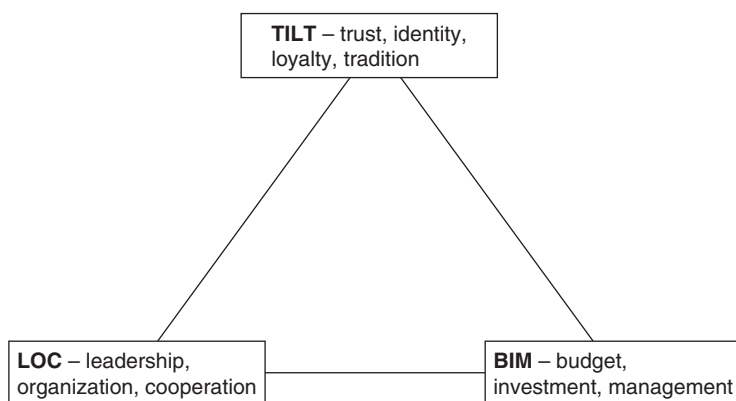 TILT – trust, identity,
loyalty, tradition
LOC – leadership,
organization, cooperation
BIM – budget,
investment, management